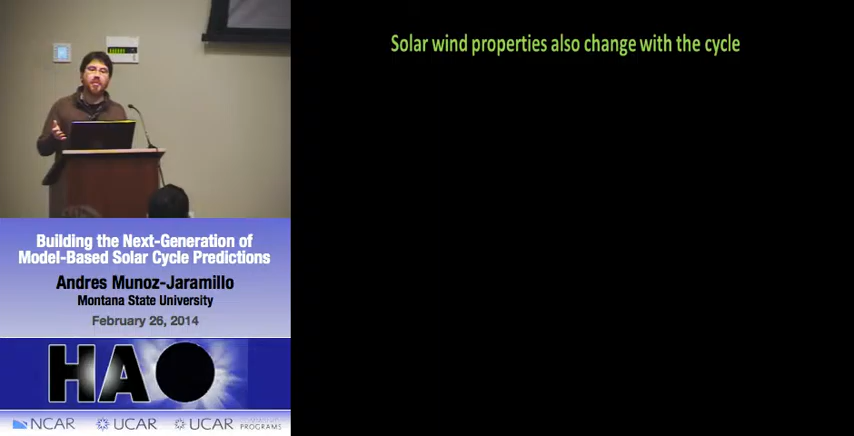 Solar wind properties also change with the cycle
Building the Next-Generation of
Model-Based Solar Cycle Predictions
Andres Munoz-Jaramillo
Montana State University
February 26, 2014
HAO
NCAR UCAR UCAR
PROGRAMS